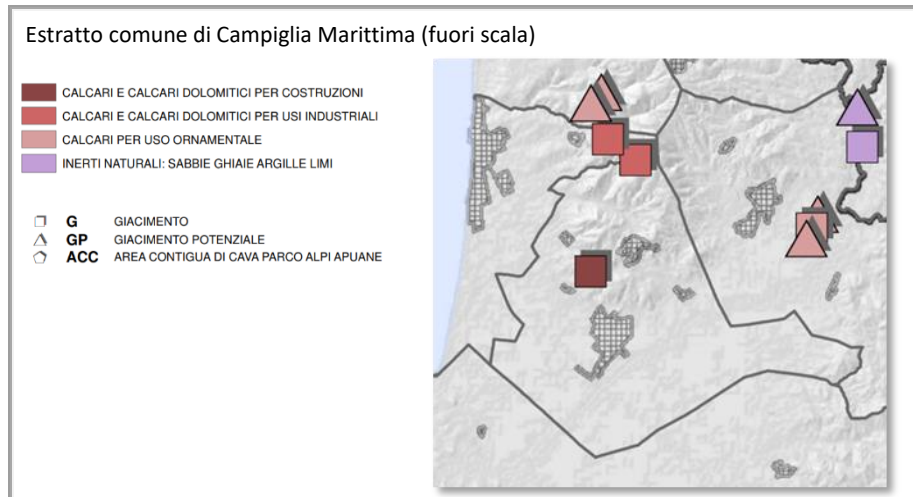 Estratto comune di Campiglia Marittima (fuori scala)
CALCARI E CALCARI DOLOMITICI PER COSTRUZIONI
CALCARI E CALCARI DOLOMITICI PER USI INDUSTRIALI
CALCARI PER USO ORNAMENTALE
INERTI NATURALI: SABBIE GHIAIE ARGILLE LIMI
G GIACIMENTO
GP GIACIMENTO POTENZIALE
ACC AREA CONTIGUA DI CAVA PARCO ALPI APUANE